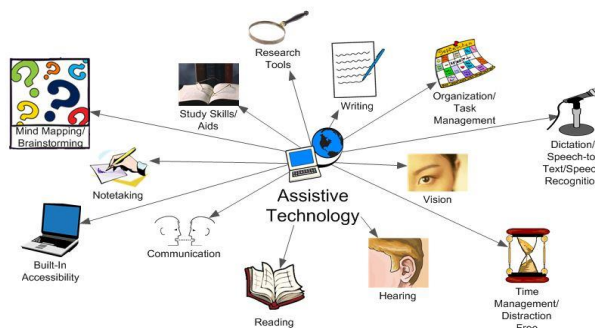 Research
Tools
Writing
Organization/
Task
Management
Study Skills/
Aids
Mind Mapping/
Brainstorming
Dictation/
Speech-to
Text/Speec
Recognitio
Notetaking
Vision
Assistive
Technology
Built-In
Accessibility
Communication
Reading
Hearing
Time
Management/
Distraction
Free